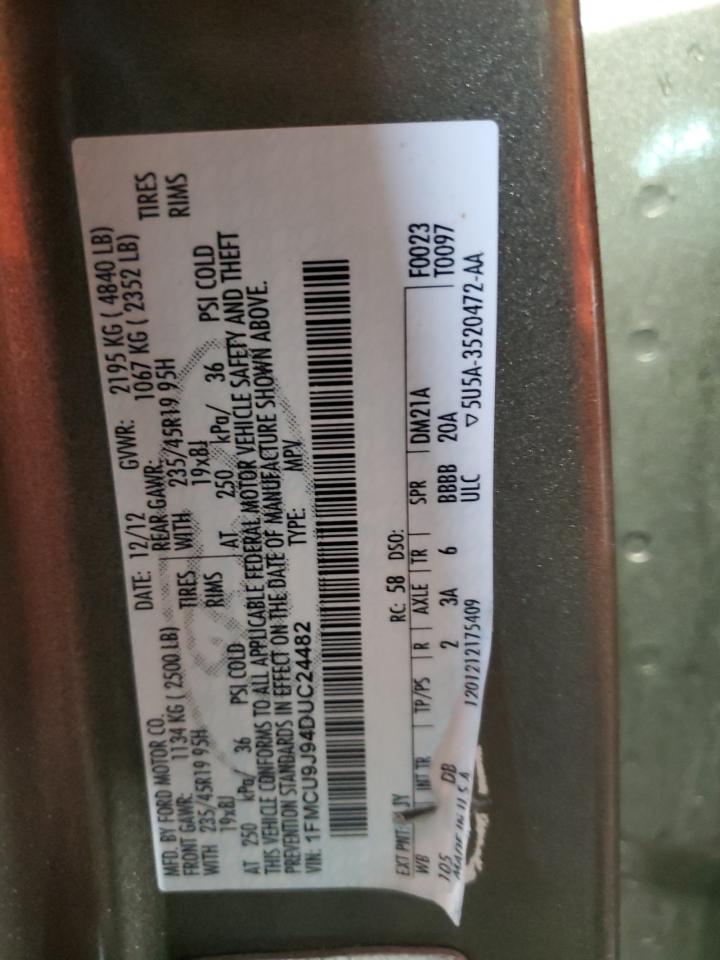 MFD. BY FORD MOTOR CO.
DATE: 12/12 GVWR: 2195 KG ( 4840 LB)
FRONT GAWR: 1134 KG ( 2500 LB) REAR GAWR: 1067 KG ( 2352 LB)
WITH 235/45R19 95H TIRES WITH 235/45R19 95H TIRES
19x8J RIMS 19x8J RIMS
AT 250 kPa/ 36 PSI COLD AT 250 kPa/ 36 PSI COLD
THIS VEHICLE CONFORMS TO ALL APPLICABLE FEDERAL MOTOR VEHICLE SAFETY AND THEFT
PREVENTION STANDARDS IN EFFECT ON THE DATE OF MANUFACTURE SHOWN ABOVE.
VIN: 1FMCU9J94DUC24482 TYPE: MPV
EXT PNT: JY RC: 58 DSO: F0023
WB INT TR TP/PS R AXLE TR SPR DM21A T0097
105 DB 2 3A 6 BBBB 20A
MADE IN U.S.A. 1201212175409 ULC ▽5U5A-3520472-AA